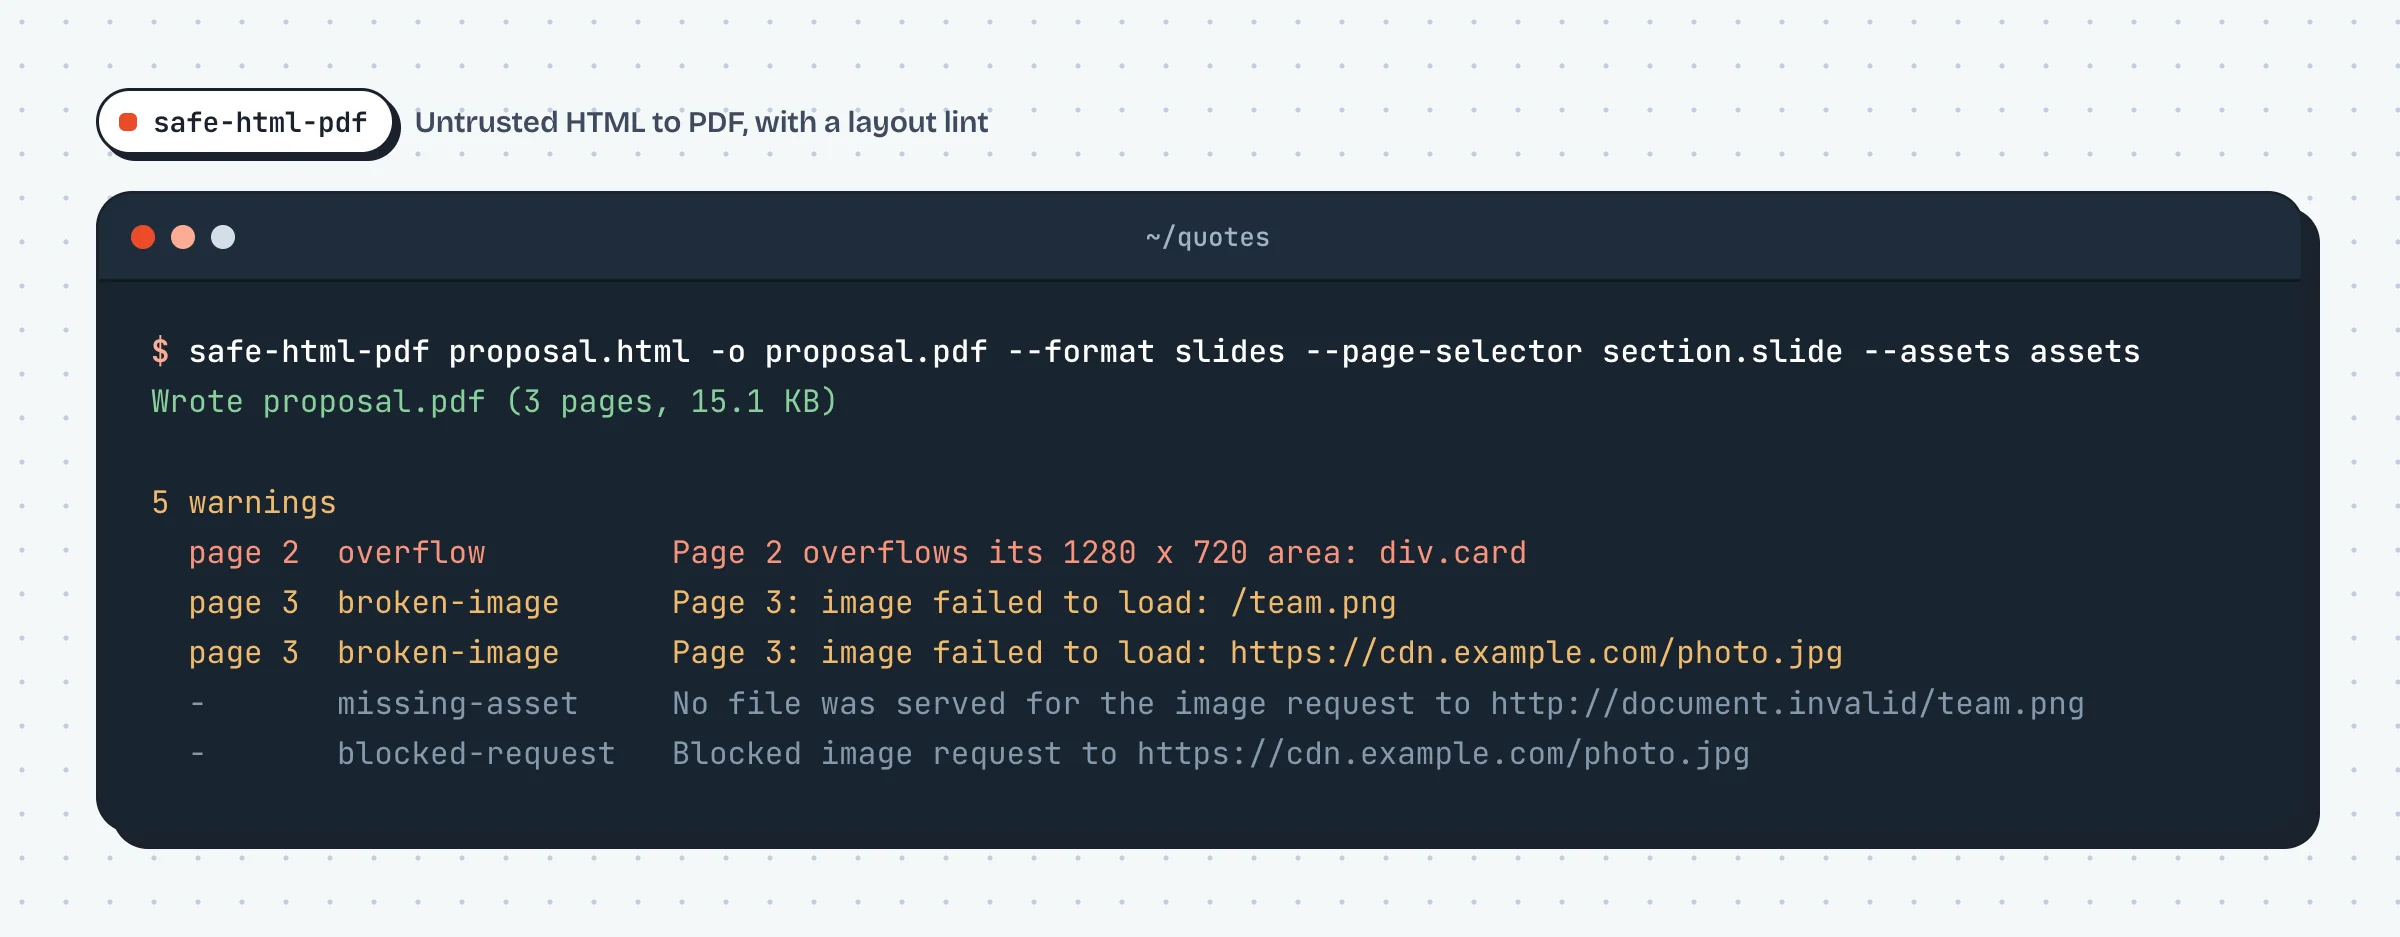 safe-html-pdf Untrusted HTML to PDF, with a layout lint
~/quotes
$ safe-html-pdf proposal.html -o proposal.pdf --format slides --page-selector section.slide --assets assets
Wrote proposal.pdf (3 pages, 15.1 KB)
5 warnings
page 2 overflow Page 2 overflows its 1280 x 720 area: div.card
page 3 broken-image Page 3: image failed to load: /team.png
page 3 broken-image Page 3: image failed to load: https://cdn.example.com/photo.jpg
- missing-asset No file was served for the image request to http://document.invalid/team.png
- blocked-request Blocked image request to https://cdn.example.com/photo.jpg